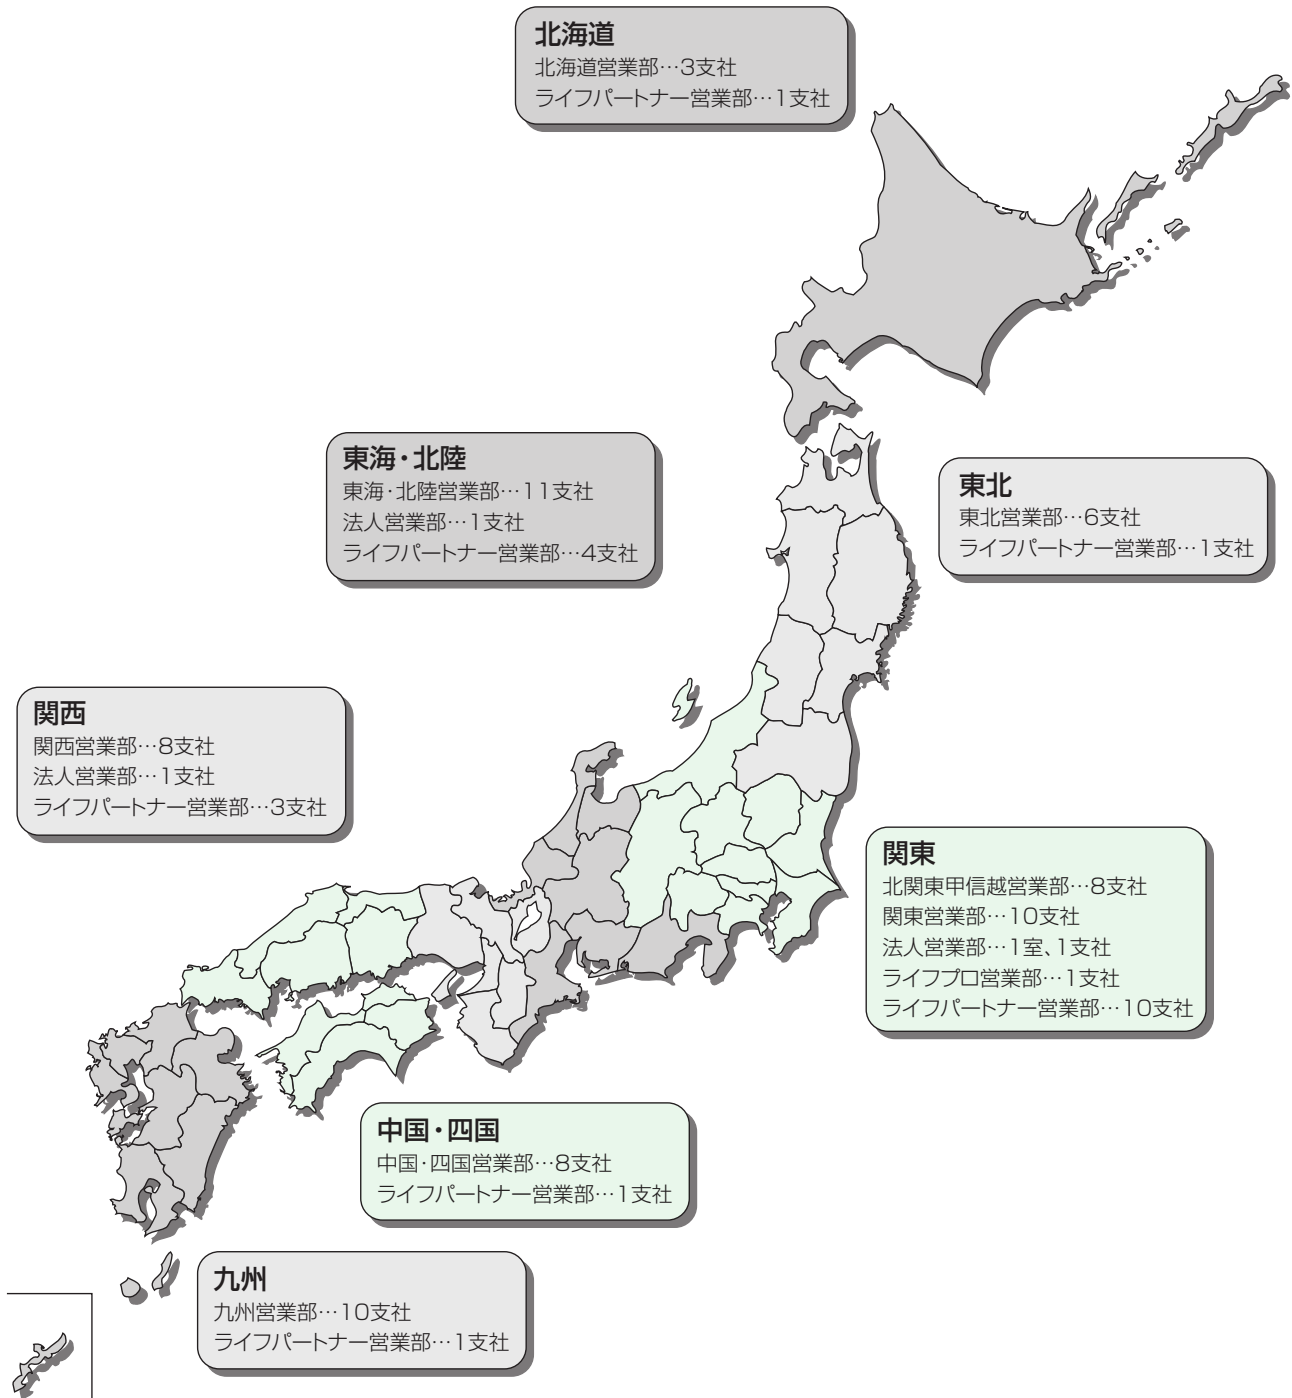 北海道
北海道営業部…3支社
ライフパートナー営業部…1支社
東海・北陸
東海・北陸営業部…11支社
法人営業部…1支社
ライフパートナー営業部…4支社
東北
東北営業部…6支社
ライフパートナー営業部…1支社
関西
関西営業部…8支社
法人営業部…1支社
ライフパートナー営業部…3支社
関東
北関東甲信越営業部…8支社
関東営業部…10支社
法人営業部…1室、1支社
ライフプロ営業部…1支社
ライフパートナー営業部…10支社
中国・四国
中国・四国営業部…8支社
ライフパートナー営業部…1支社
九州
九州営業部…10支社
ライフパートナー営業部…1支社